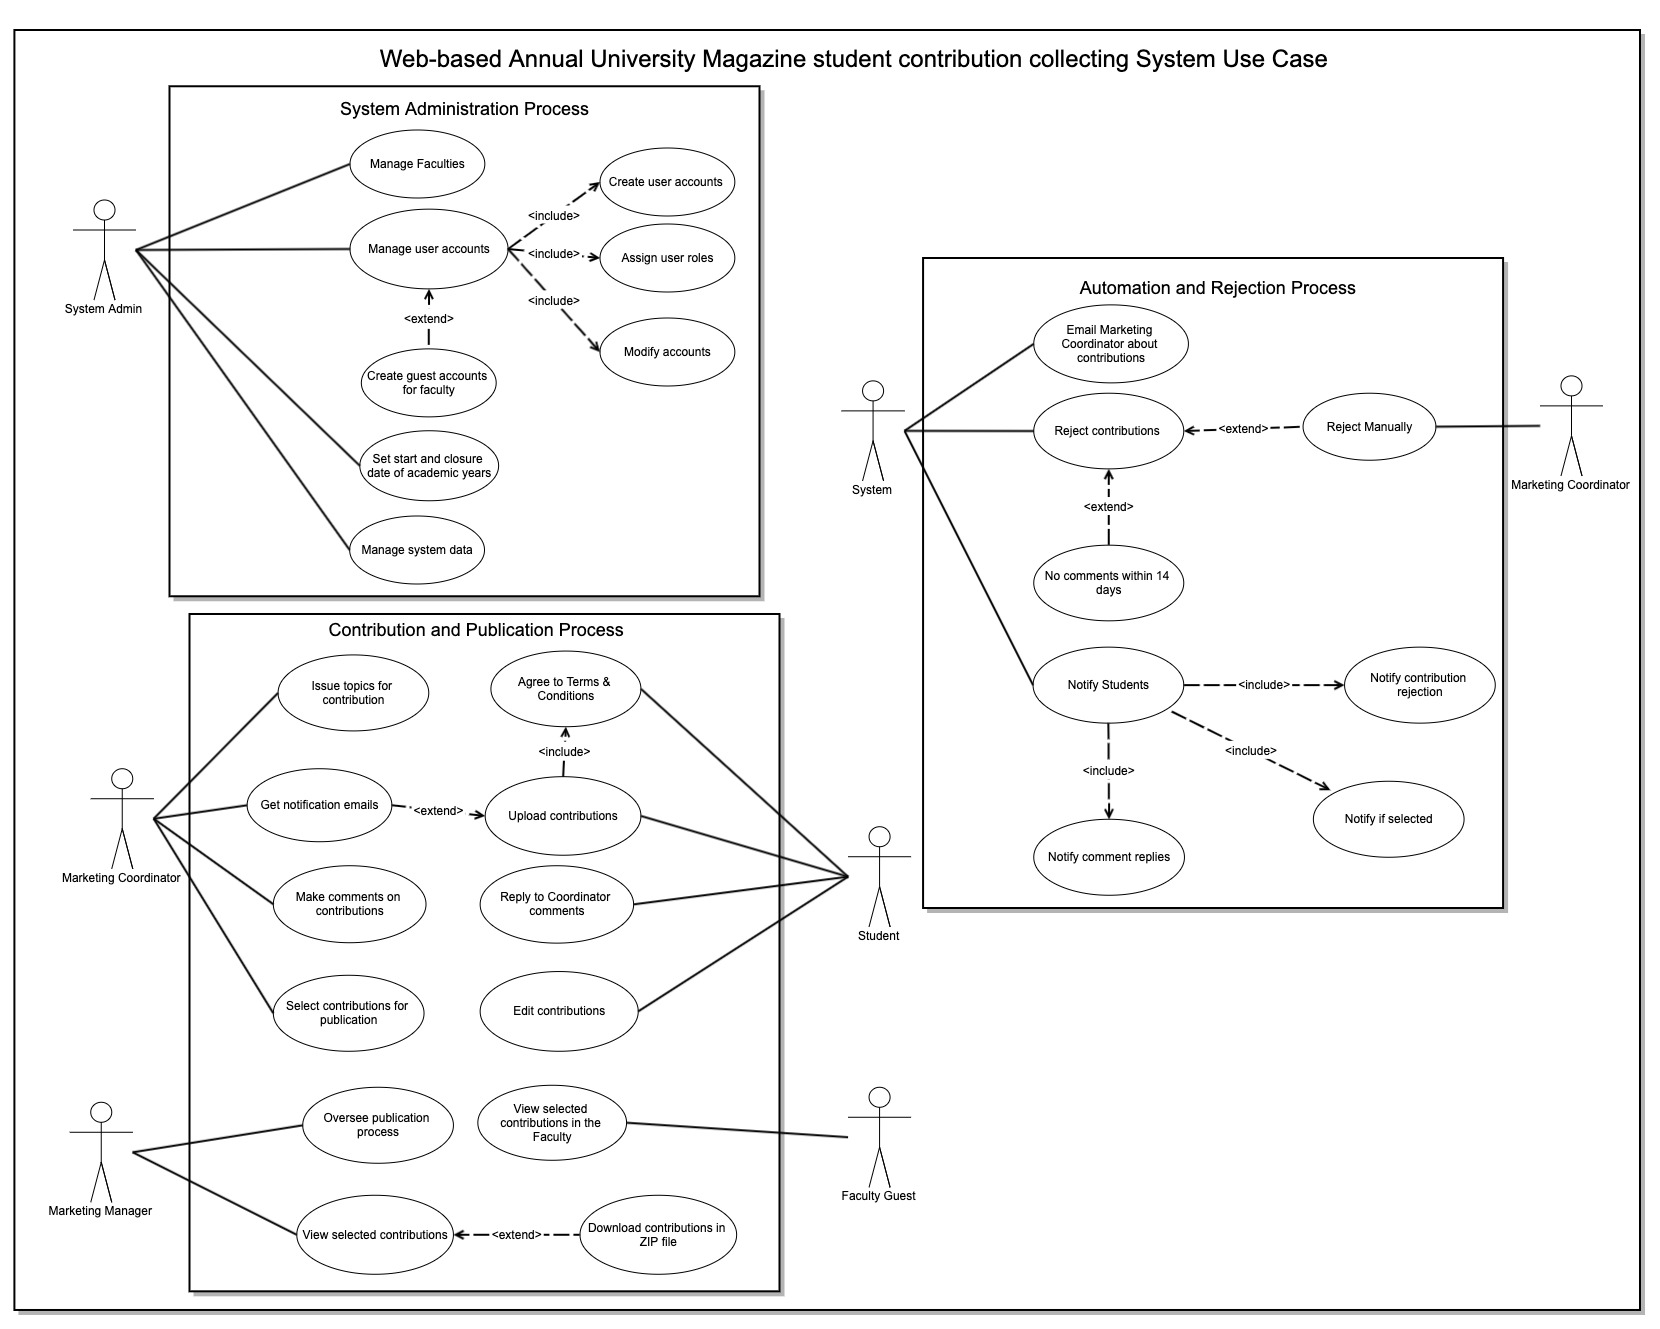 Web-based Annual University Magazine student contribution collecting System Use Case
System Administration Process
Manage Faculties
Create user accounts
<include>
Manage user accounts
<include>
Assign user roles
<include>
System Admin
<extend>
Modify accounts
Create guest accounts
for faculty
Set start and closure
date of academic years
Manage system data
Automation and Rejection Process
Email Marketing
Coordinator about
contributions
Reject contributions
<extend>
Reject Manually
System
Marketing Coordinator
<extend>
No comments within 14
days
Notify Students
<include>
Notify contribution
rejection
<include>
<include>
Notify if selected
Notify comment replies
Contribution and Publication Process
Issue topics for
contribution
Agree to Terms &
Conditions
<include>
Get notification emails
<extend>
Upload contributions
Marketing Coordinator
Make comments on
contributions
Reply to Coordinator
comments
Student
Select contributions for
publication
Edit contributions
Oversee publication
process
View selected
contributions in the
Faculty
Marketing Manager
Faculty Guest
View selected contributions
<extend>
Download contributions in
ZIP file